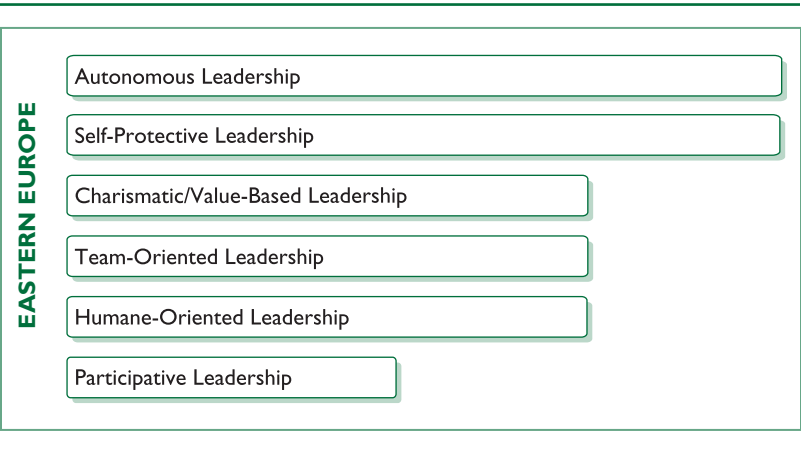 EASTERN EUROPE
Autonomous Leadership
Self-Protective Leadership
Charismatic/Value-Based Leadership
Team-Oriented Leadership
Humane-Oriented Leadership
Participative Leadership